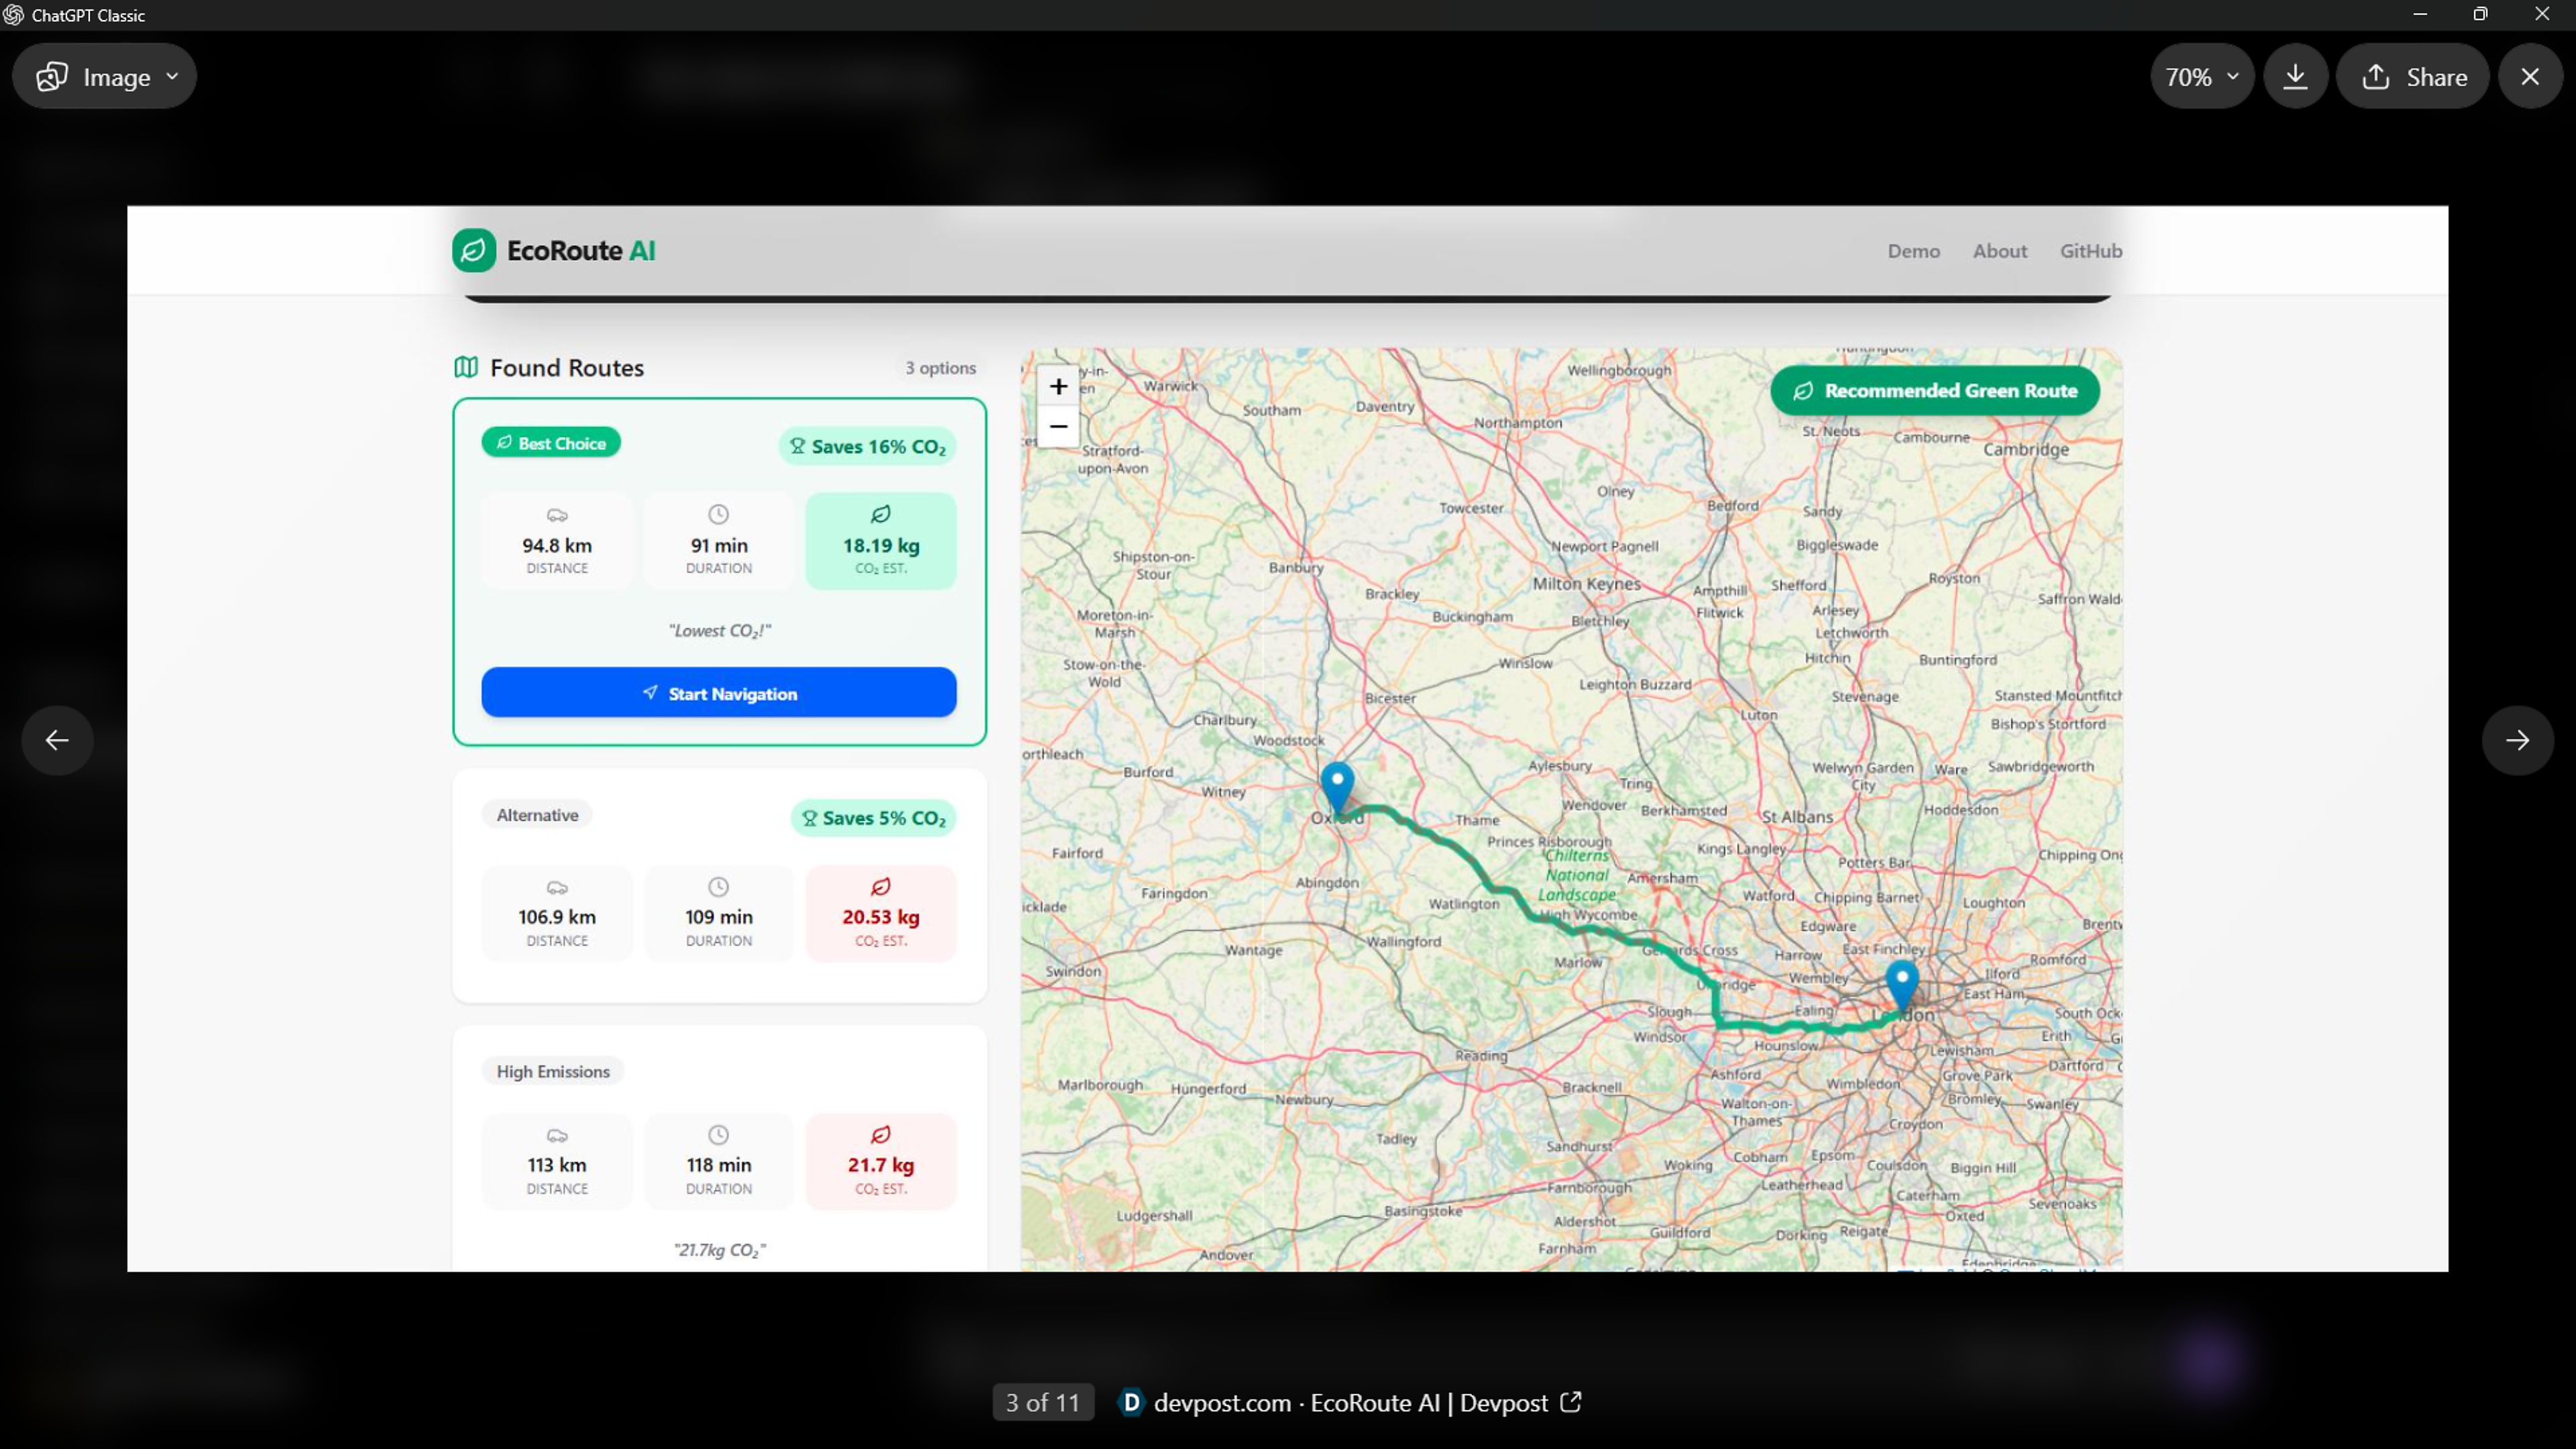 ChatGPT Classic
Image
70%
Share
EcoRoute AI
Demo
About
GitHub
Found Routes
3 options
Best Choice
Saves 16% CO₂
94.8 km
DISTANCE
91 min
DURATION
18.19 kg
CO₂ EST.
"Lowest CO₂!"
Start Navigation
Alternative
Saves 5% CO₂
106.9 km
DISTANCE
109 min
DURATION
20.53 kg
CO₂ EST.
High Emissions
113 km
DISTANCE
118 min
DURATION
21.7 kg
CO₂ EST.
"21.7kg CO₂"
+
−
Recommended Green Route
Warwick
Wellingborough
Southam
Daventry
Northampton
St. Neots
Cambourne
Cambridge
Stratford-
upon-Avon
Olney
Towcester
Bedford
Sandy
Newport Pagnell
Biggleswade
Shipston-on-
Stour
Banbury
Milton Keynes
Brackley
Ampthill
Shefford
Royston
Flitwick
Arlesey
Saffron Wald
Moreton-in-
Marsh
Buckingham
Bletchley
Letchworth
Stow-on-the-
Wold
Winslow
Hitchin
Buntingford
Leighton Buzzard
Bicester
Stevenage
Stansted Mountfitch
Charlbury
Luton
Bishop's Stortford
Woodstock
orthleach
Burford
Witney
Aylesbury
Tring
Welwyn Garden
City
Ware
Sawbridgeworth
Wendover
Berkhamsted
Hoddesdon
Oxford
Thame
St Albans
Princes Risborough
Fairford
Chilterns
National
Landscape
Kings Langley
Potters Bar
Chipping Ong
Abingdon
Amersham
Faringdon
icklade
Watlington
Watford
Chipping Barnet
Loughton
High Wycombe
Edgware
Brentw
Wantage
Wallingford
Gerrards Cross
Harrow
East Finchley
Romford
Swindon
Marlow
Uxbridge
Wembley
Ilford
East Ham
Slough
Ealing
London
South Ock
Windsor
Hounslow
Erith
Reading
Lewisham
Dartford
Marlborough
Hungerford
Newbury
Bracknell
Ashford
Wimbledon
Grove Park
Bromley
Swanley
Walton-on-
Thames
Croydon
Tadley
Sandhurst
Woking
Cobham
Epsom
Coulsdon
Biggin Hill
Leatherhead
Farnborough
Caterham
Sevenoaks
Ludgershall
Basingstoke
Aldershot
Guildford
Dorking
Reigate
Oxted
Andover
Farnham
3 of 11
devpost.com · EcoRoute AI | Devpost